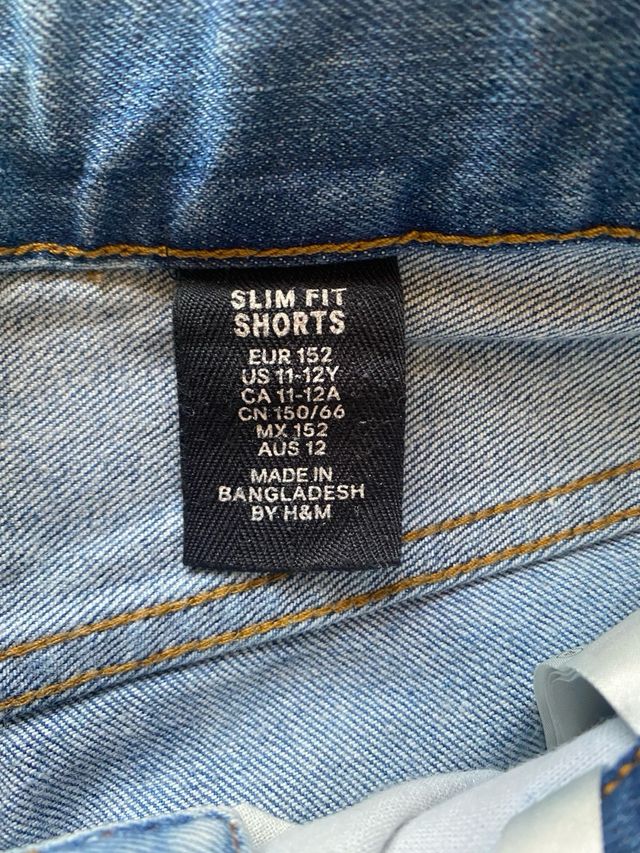 SLIM FIT
SHORTS
EUR 152
US 11-12Y
CA 11-12A
CN 150/66
MX 152
AUS 12
MADE IN
BANGLADESH
BY H&M